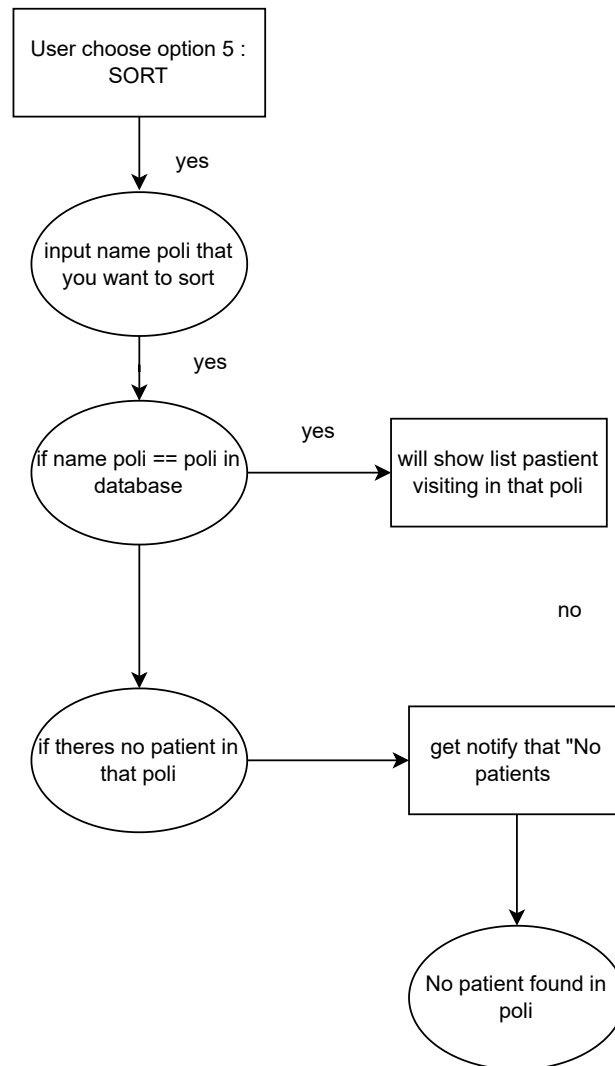 User choose option 5 :
SORT
yes
input name poli that
you want to sort
yes
if name poli == poli in
database
yes
will show list pastient
visiting in that poli
no
if theres no patient in
that poli
get notify that "No
patients
No patient found in
poli